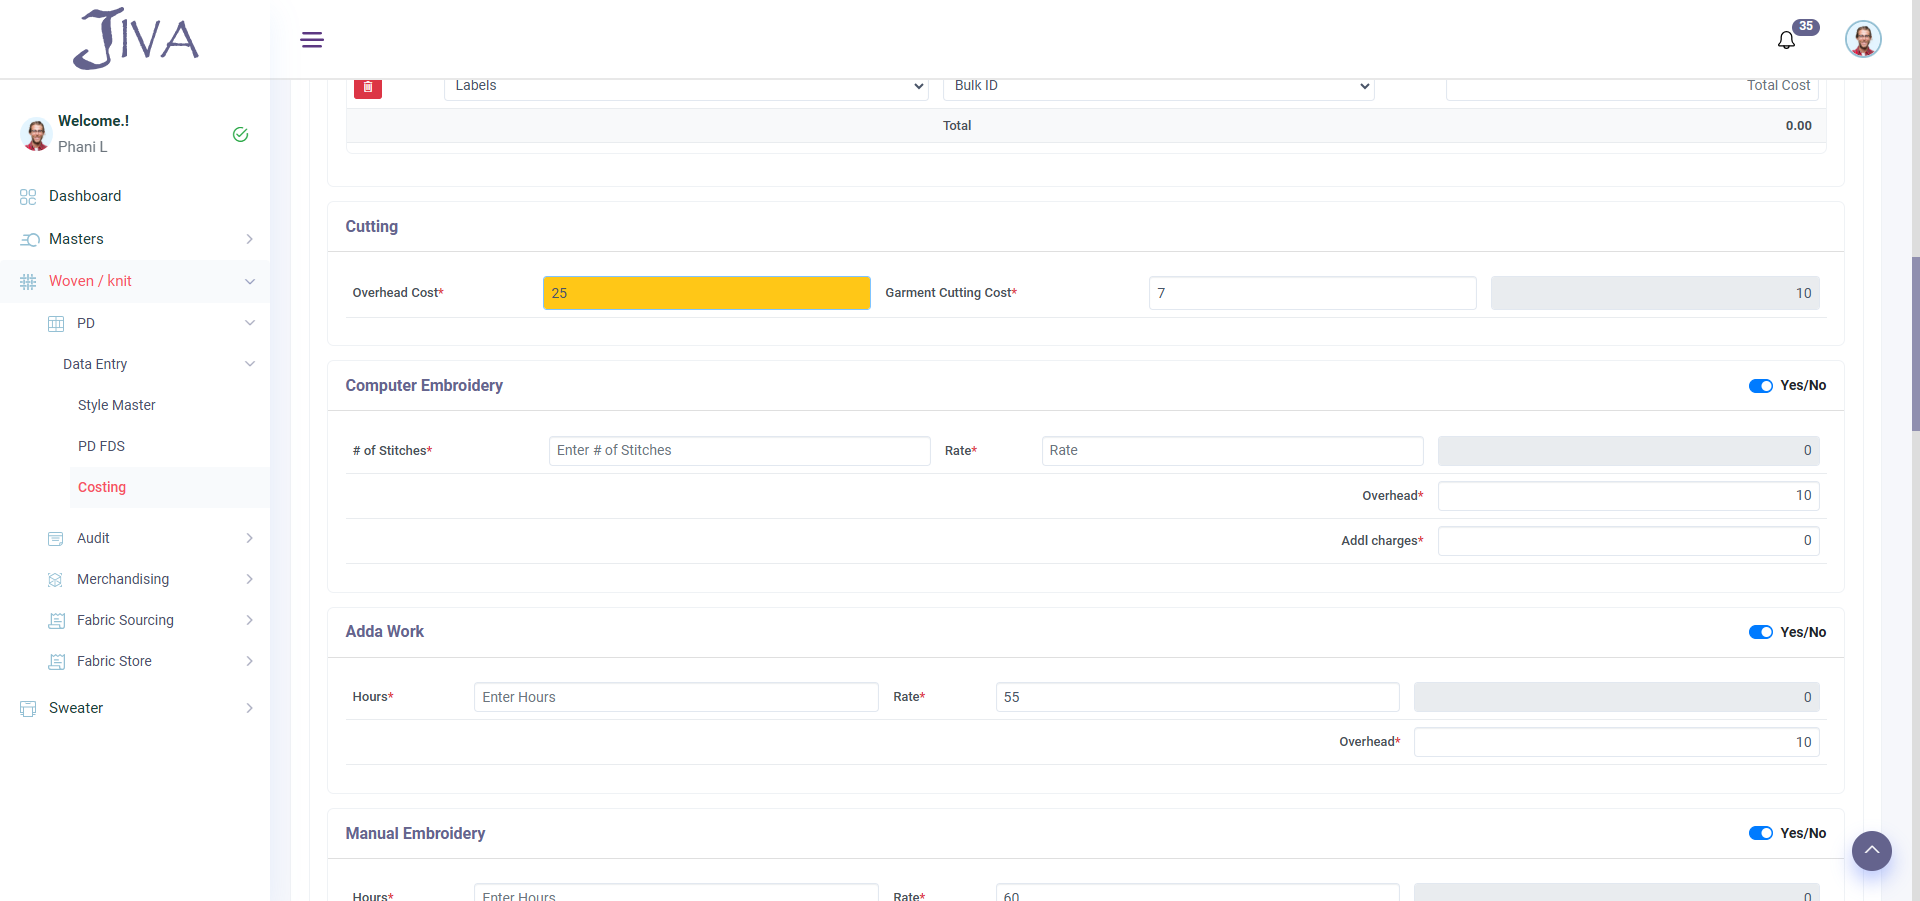 JIVA
35
Welcome.!
Phani L
Dashboard
Masters
Woven / knit
PD
Data Entry
Style Master
PD FDS
Costing
Audit
Merchandising
Fabric Sourcing
Fabric Store
Sweater
Labels Bulk ID Total Cost
Total 0.00
Cutting
Overhead Cost* 25 Garment Cutting Cost* 7 10
Computer Embroidery Yes/No
# of Stitches* Enter # of Stitches Rate* Rate 0
Overhead* 10
Addl charges* 0
Adda Work Yes/No
Hours* Enter Hours Rate* 55 0
Overhead* 10
Manual Embroidery Yes/No
Hours* Enter Hours Rate* 60 0